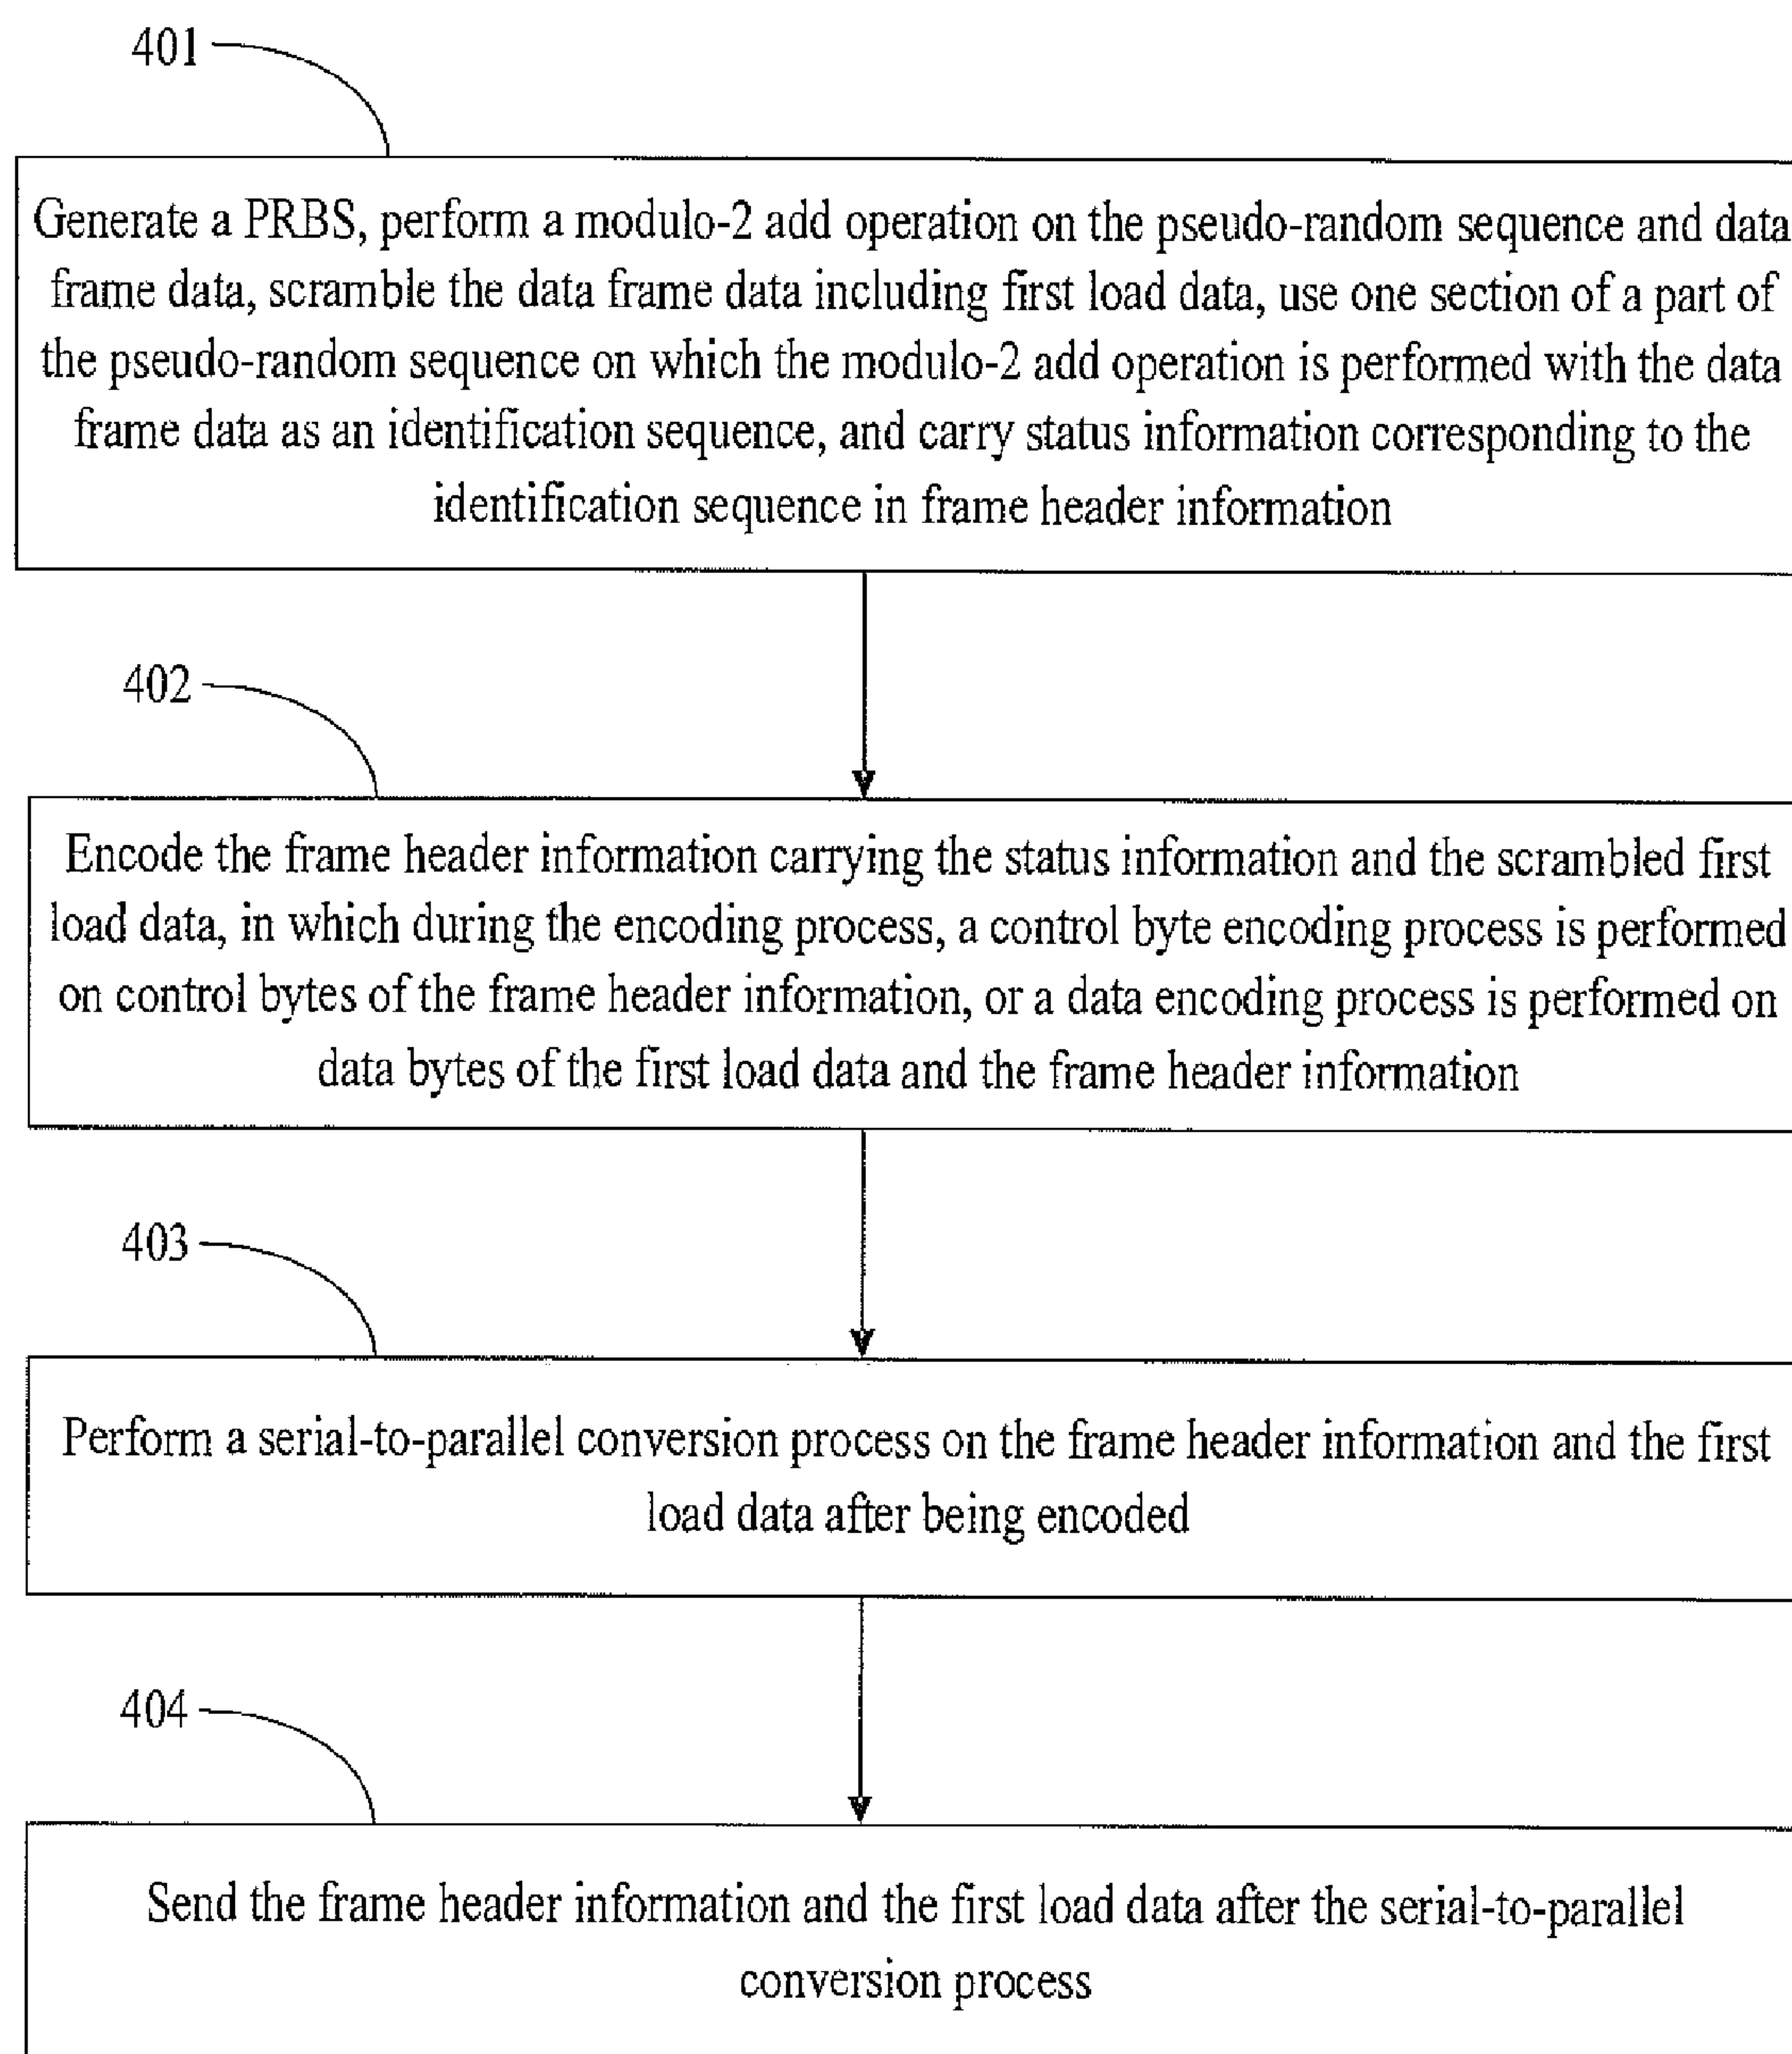 401
Generate a PRBS, perform a modulo-2 add operation on the pseudo-random sequence and data
frame data, scramble the data frame data including first load data, use one section of a part of
the pseudo-random sequence on which the modulo-2 add operation is performed with the data
frame data as an identification sequence, and carry status information corresponding to the
identification sequence in frame header information
402
Encode the frame header information carrying the status information and the scrambled first
load data, in which during the encoding process, a control byte encoding process is performed
on control bytes of the frame header information, or a data encoding process is performed on
data bytes of the first load data and the frame header information
403
Perform a serial-to-parallel conversion process on the frame header information and the first
load data after being encoded
404
Send the frame header information and the first load data after the serial-to-parallel
conversion process